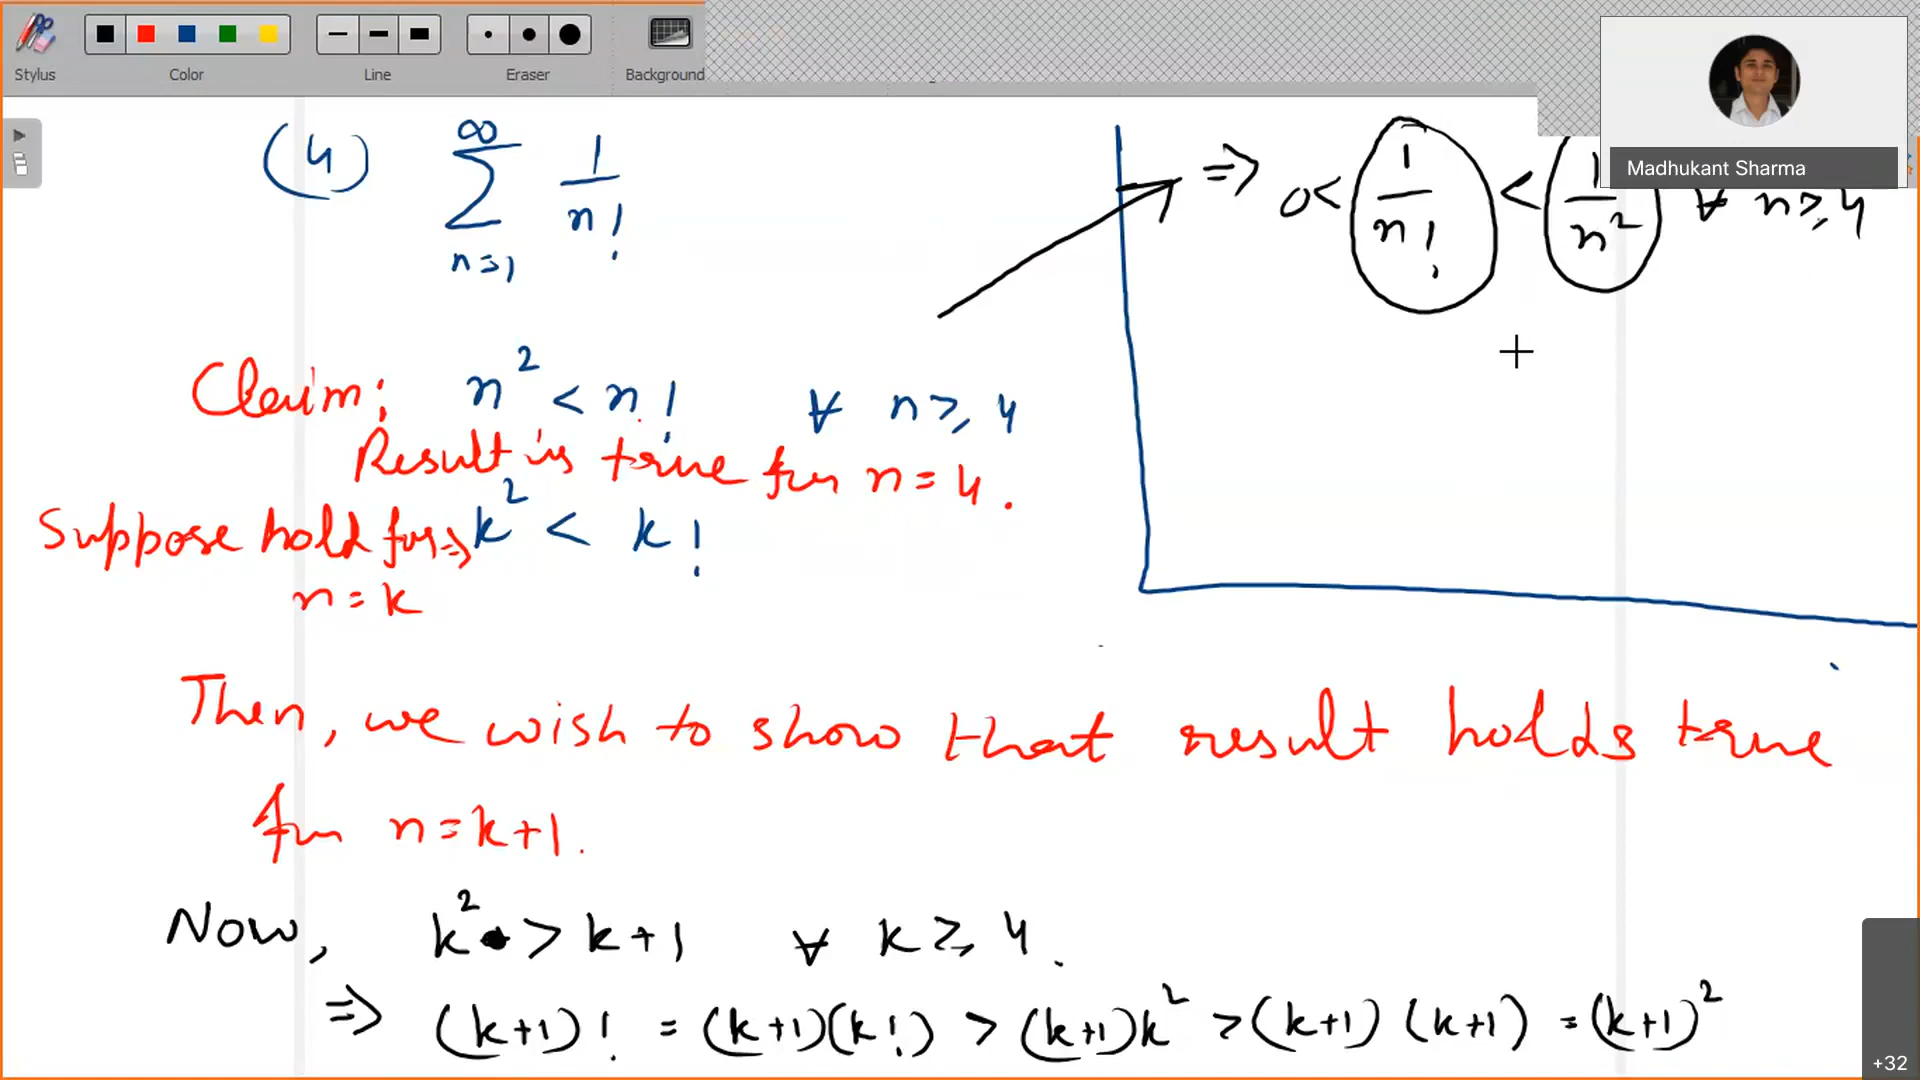 Stylus
Color
Line
Eraser
Background
Madhukant Sharma
(4) ∞ ∑ n=1 1/n!
⇒ 0 < 1/n! < 1/n² ∀ n ≥ 4
Claim: n² < n! ∀ n ≥ 4
Result is true for n = 4.
Suppose hold for ⇒ k² < k!
n = k
Then, we wish to show that result holds true
for n = k+1.
Now, k² > k+1 ∀ k ≥ 4.
⇒ (k+1)! = (k+1)(k!) > (k+1)k² > (k+1)(k+1) = (k+1)²
+32